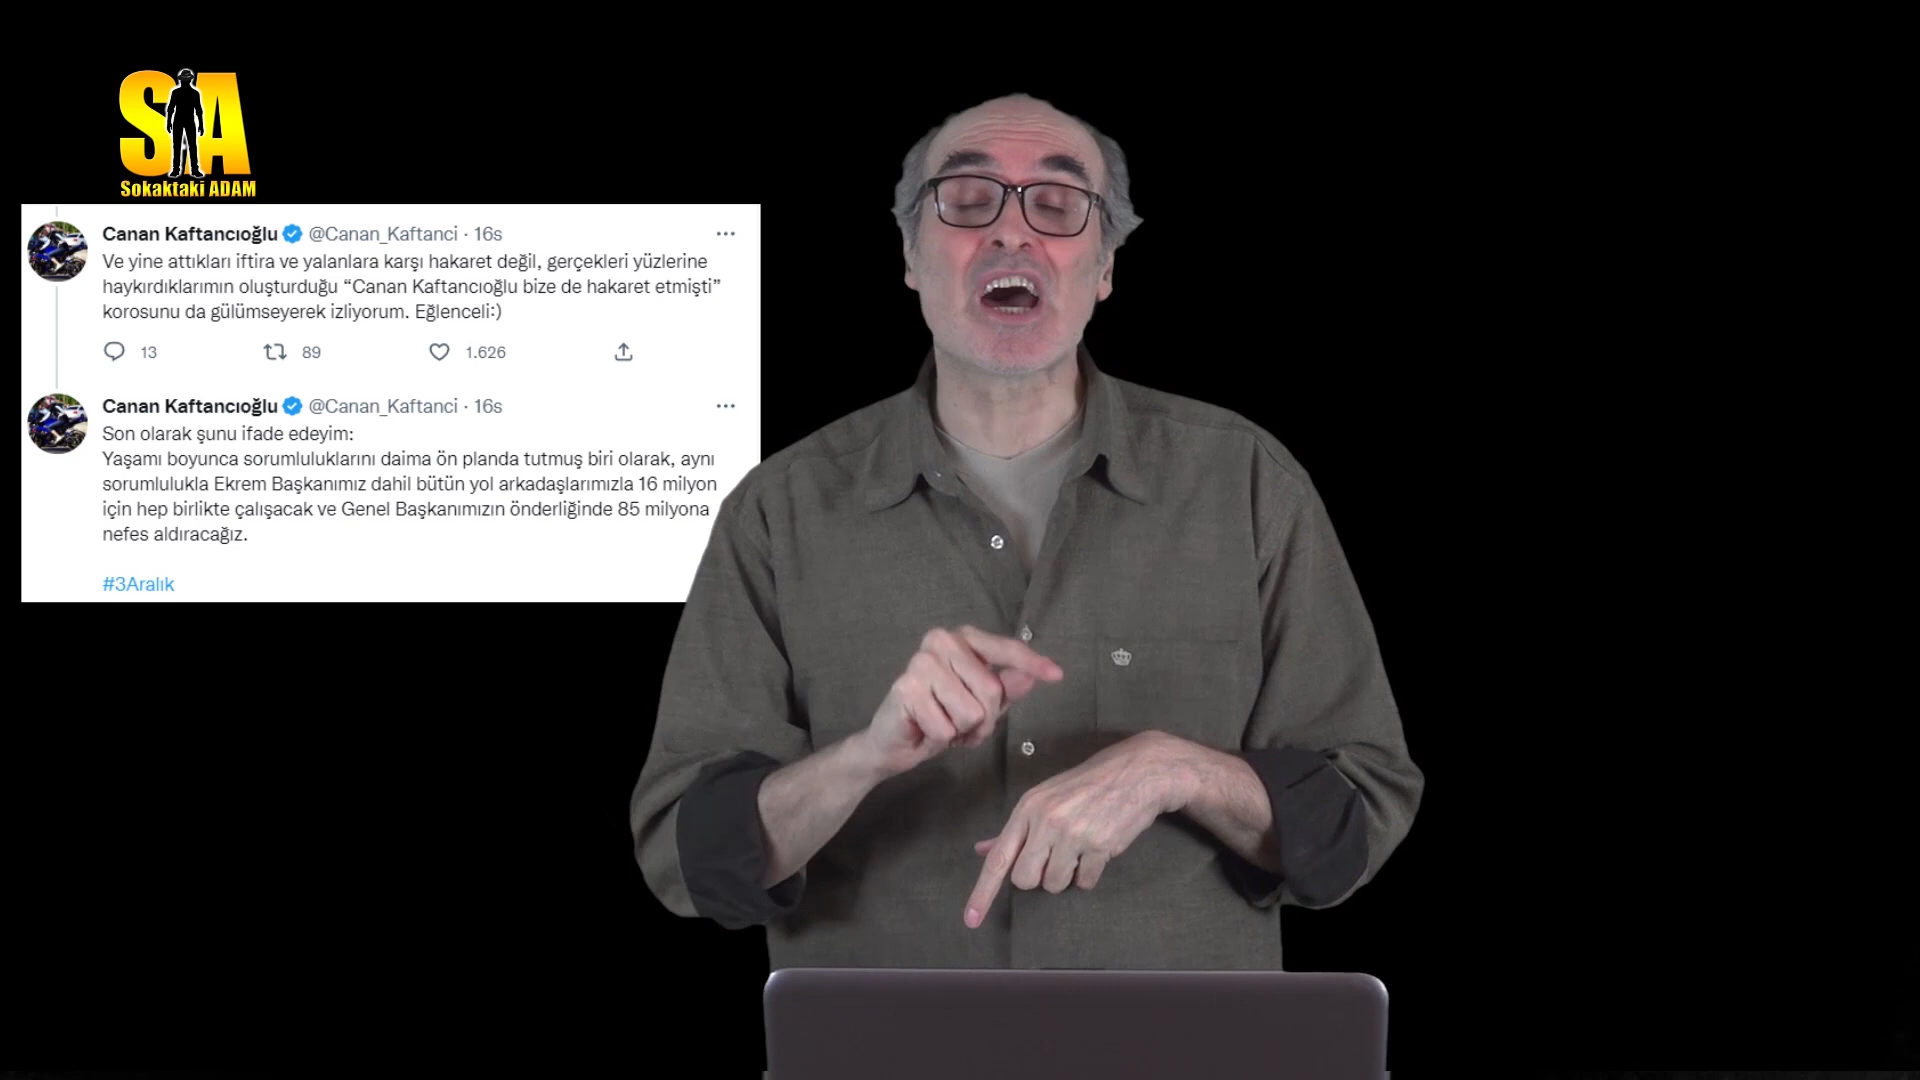 SA
Sokaktaki ADAM
Canan Kaftancıoğlu @Canan_Kaftanci · 16s
Ve yine attıkları iftira ve yalanlara karşı hakaret değil, gerçekleri yüzlerine
haykırdıklarımın oluşturduğu “Canan Kaftancıoğlu bize de hakaret etmişti”
korosunu da gülümseyerek izliyorum. Eğlenceli:)
13 89 1.626
Canan Kaftancıoğlu @Canan_Kaftanci · 16s
Son olarak şunu ifade edeyim:
Yaşamı boyunca sorumluluklarını daima ön planda tutmuş biri olarak, aynı
sorumlulukla Ekrem Başkanımız dahil bütün yol arkadaşlarımızla 16 milyon
için hep birlikte çalışacak ve Genel Başkanımızın önderliğinde 85 milyona
nefes aldıracağız.
#3Aralık